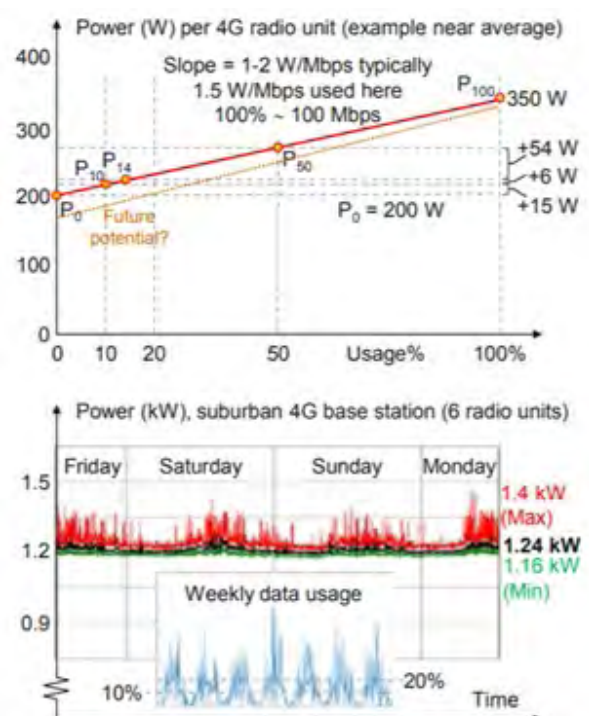 Power (W) per 4G radio unit (example near average)
400
Slope = 1-2 W/Mbps typically
1.5 W/Mbps used here
100% ~ 100 Mbps
P100
350 W
300
P10 P14
P50
+54 W
+6 W
+15 W
200
P0
Future
potential?
P0 = 200 W
100
0
0 10 20 50 Usage% 100%
Power (kW), suburban 4G base station (6 radio units)
Friday Saturday Sunday Monday
1.5
1.4 kW
(Max)
1.2
1.24 kW
1.16 kW
(Min)
Weekly data usage
0.9
10%
20%
Time